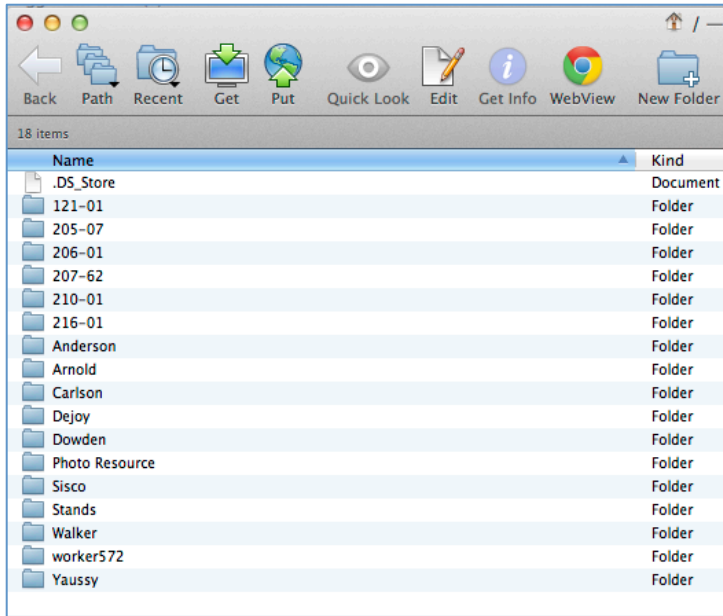 / —
Back Path Recent Get Put Quick Look Edit Get Info WebView New Folder
18 items
Name Kind
.DS_Store Document
121-01 Folder
205-07 Folder
206-01 Folder
207-62 Folder
210-01 Folder
216-01 Folder
Anderson Folder
Arnold Folder
Carlson Folder
Dejoy Folder
Dowden Folder
Photo Resource Folder
Sisco Folder
Stands Folder
Walker Folder
worker572 Folder
Yaussy Folder